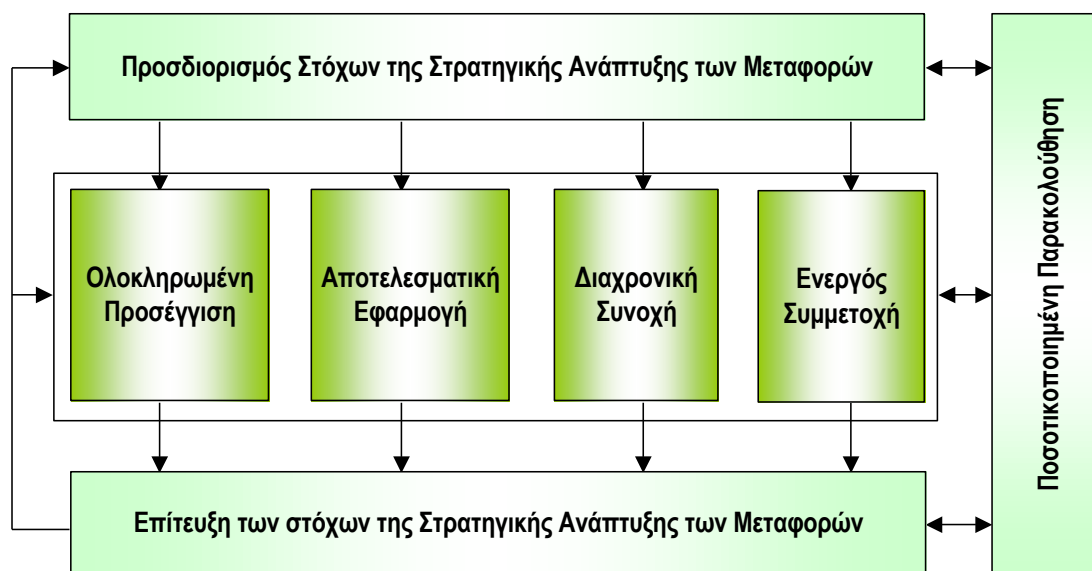 Προσδιορισμός Στόχων της Στρατηγικής Ανάπτυξης των Μεταφορών
Ολοκληρωμένη
Προσέγγιση
Αποτελεσματική
Εφαρμογή
Διαχρονική
Συνοχή
Ενεργός
Συμμετοχή
Επίτευξη των στόχων της Στρατηγικής Ανάπτυξης των Μεταφορών
Ποσοτικοποιημένη Παρακολούθηση